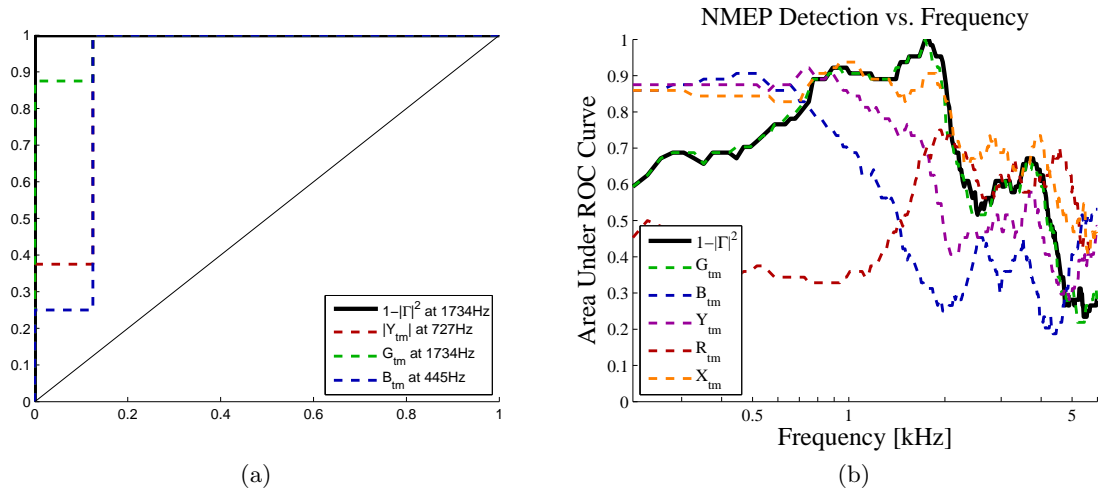 1
0.9
0.8
0.7
0.6
0.5
0.4
0.3
0.2
0.1
0
0
0.2
0.4
0.6
0.8
1
1−|Γ|² at 1734Hz
|Y_tm| at 727Hz
G_tm at 1734Hz
B_tm at 445Hz
(a)
NMEP Detection vs. Frequency
Area Under ROC Curve
1
0.9
0.8
0.7
0.6
0.5
0.4
0.3
0.2
0.1
0
1−|Γ|²
G_tm
B_tm
Y_tm
R_tm
X_tm
0.5
1
2
5
Frequency [kHz]
(b)